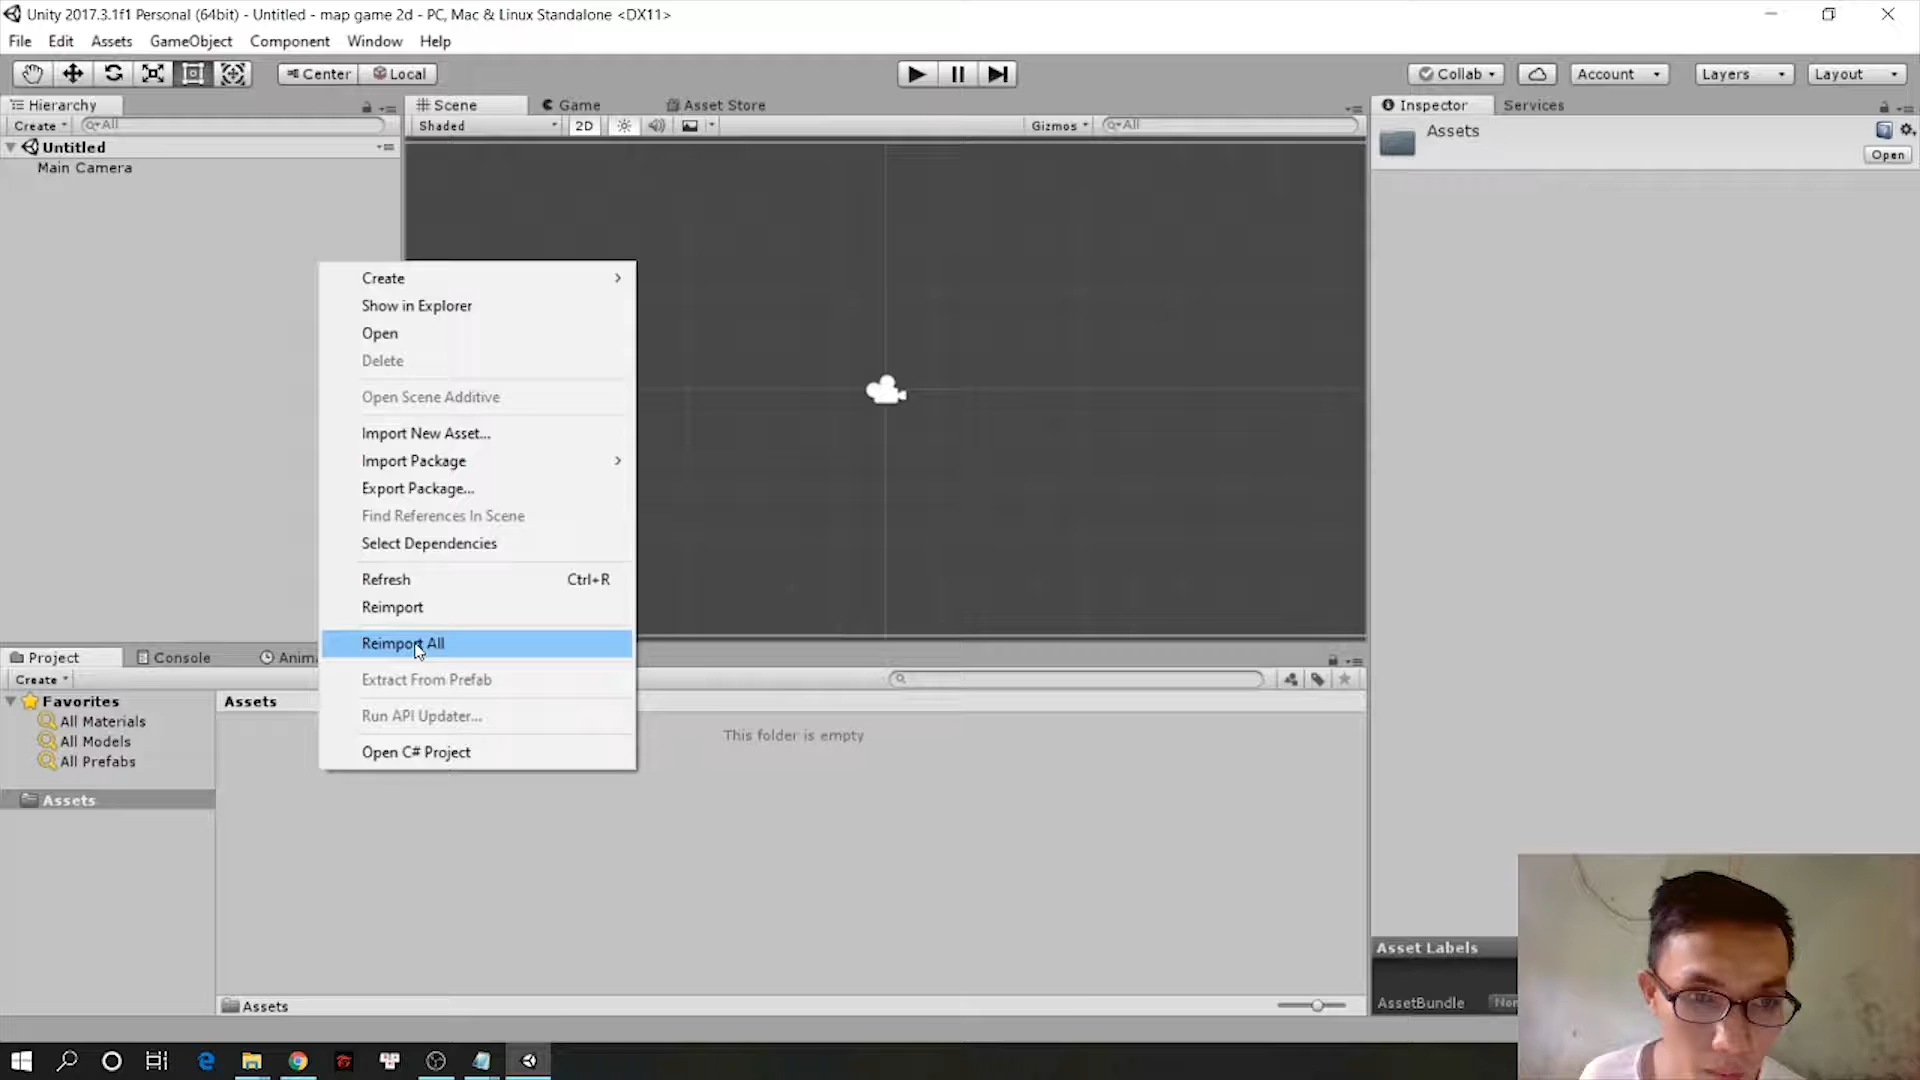 Unity 2017.3.1f1 Personal (64bit) - Untitled - map game 2d - PC, Mac & Linux Standalone <DX11>
File Edit Assets GameObject Component Window Help
Center Local Collab Account Layers Layout
Hierarchy Scene Game Asset Store Inspector Services
Create All Shaded 2D Gizmos All
Assets
Open
Untitled
Main Camera
Create
Show in Explorer
Open
Delete
Open Scene Additive
Import New Asset...
Import Package
Export Package...
Find References In Scene
Select Dependencies
Refresh Ctrl+R
Reimport
Reimport All
Extract From Prefab
Run API Updater...
Open C# Project
Project Console Anim
Create
Favorites
All Materials
All Models
All Prefabs
Assets
Assets
This folder is empty
Assets
Asset Labels
AssetBundle